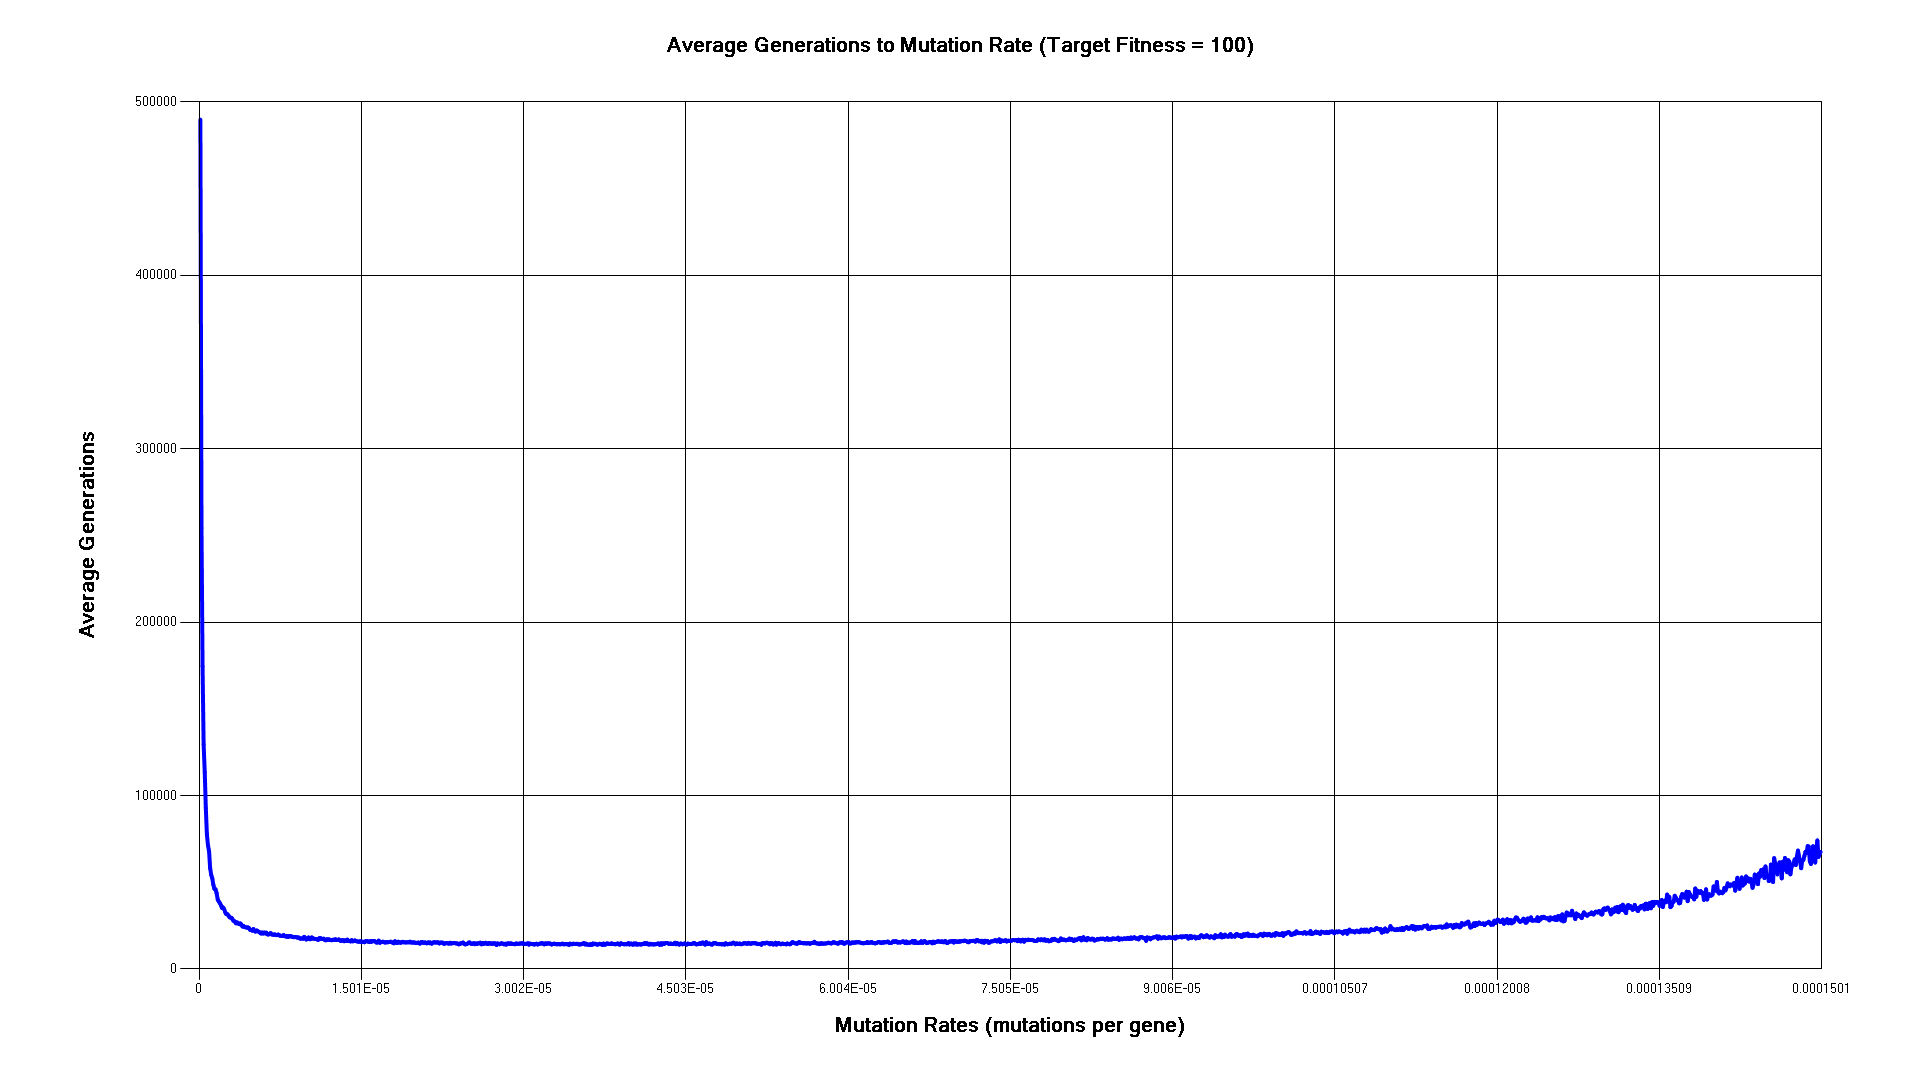 Average Generations to Mutation Rate (Target Fitness = 100)
500000
400000
300000
200000
100000
0
Average Generations
0 1.501E-05 3.002E-05 4.503E-05 6.004E-05 7.505E-05 9.006E-05 0.00010507 0.00012008 0.00013509 0.0001501
Mutation Rates (mutations per gene)